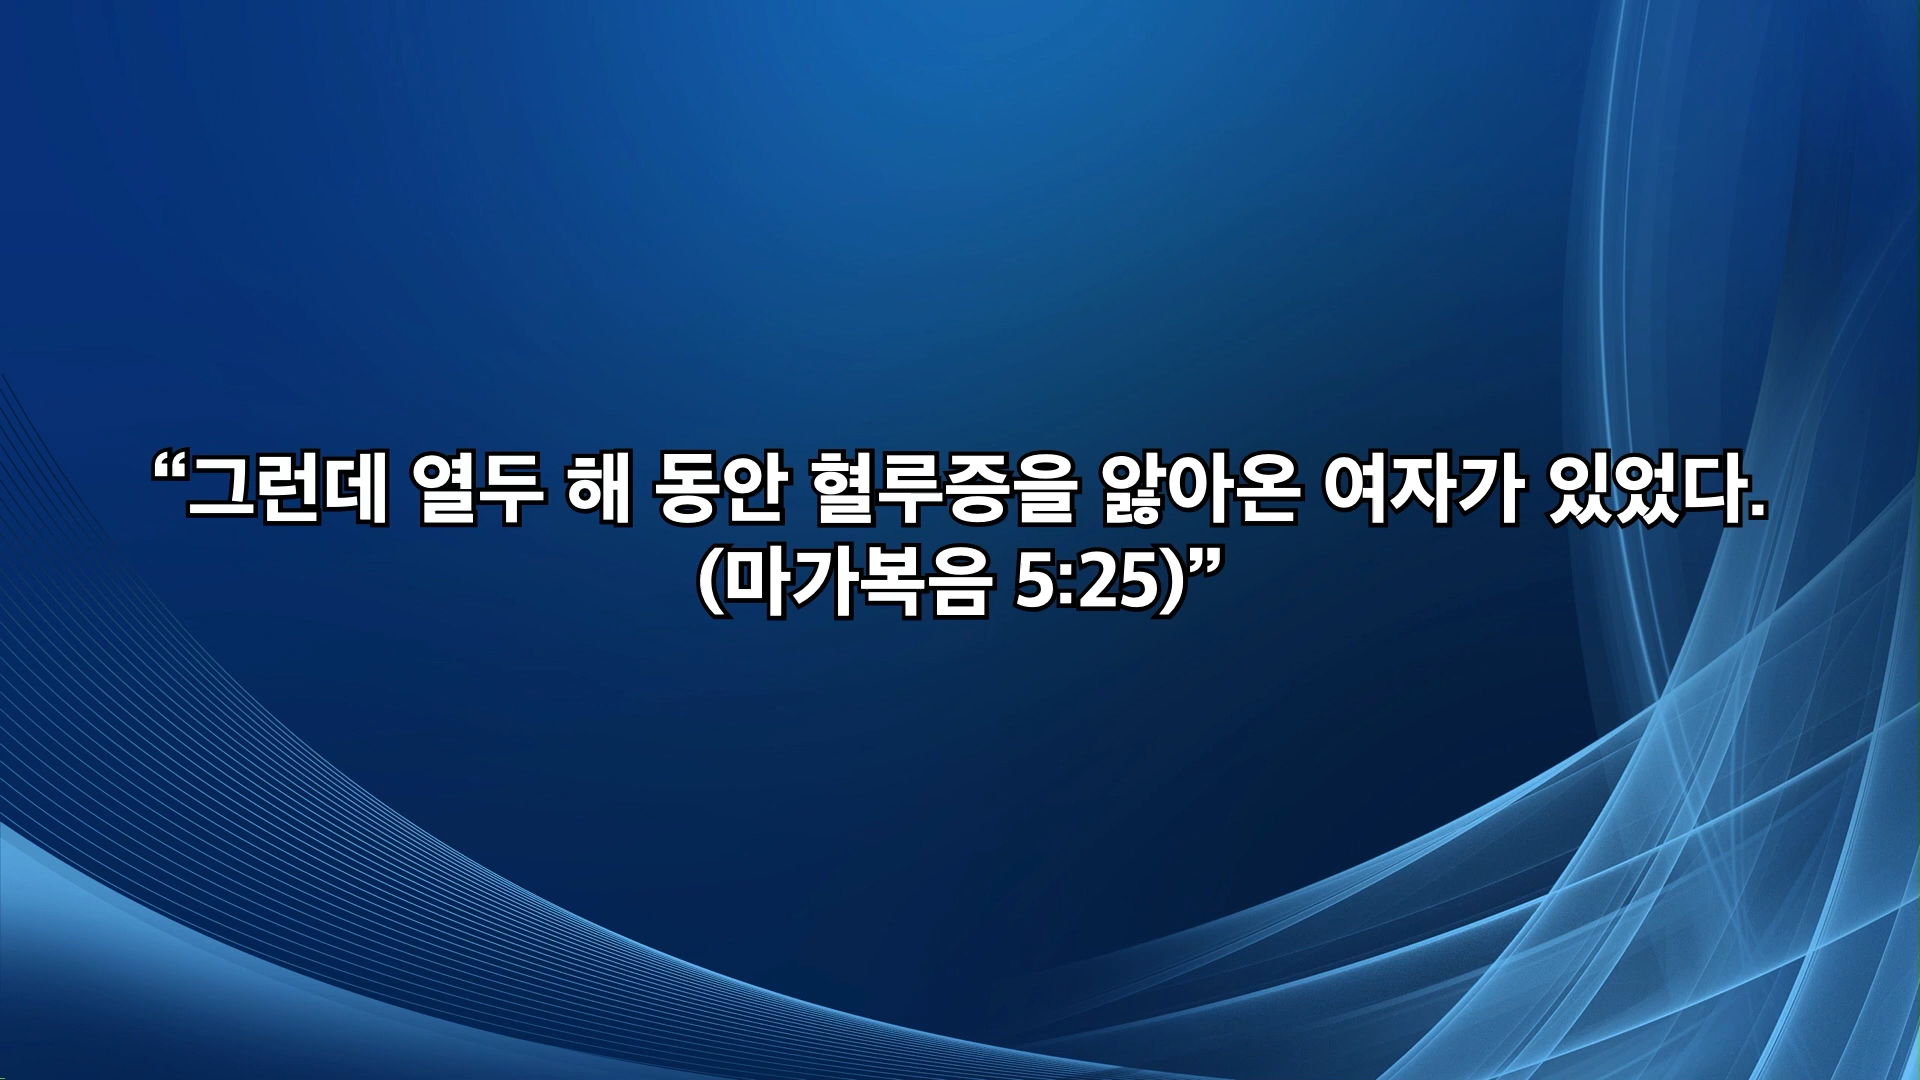 “그런데 열두 해 동안 혈루증을 앓아온 여자가 있었다.
(마가복음 5:25)”